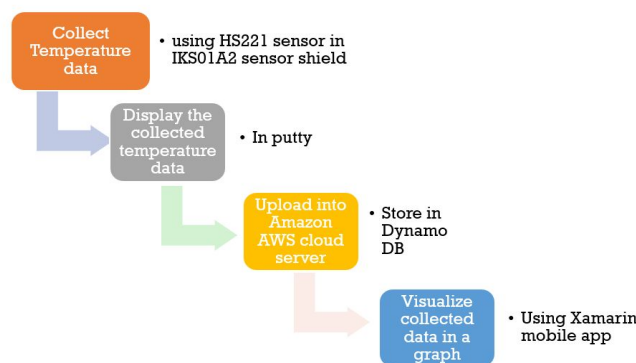 Collect
Temperature
data
• using HS221 sensor in
IKS01A2 sensor shield
Display the
collected
temperature
data
• In putty
Upload into
Amazon
AWS cloud
server
• Store in
Dynamo
DB
Visualize
collected
data in a
graph
• Using Xamarin
mobile app